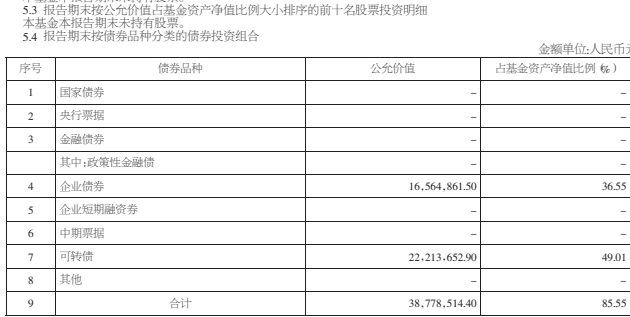 5.3 报告期末按公允价值占基金资产净值比例大小排序的前十名股票投资明细
本基金本报告期末未持有股票。
5.4 报告期末按债券品种分类的债券投资组合
金额单位:人民币元
序号 债券品种 公允价值 占基金资产净值比例（%）
1 国家债券 – –
2 央行票据 – –
3 金融债券 – –
其中:政策性金融债 – –
4 企业债券 16,564,861.50 36.55
5 企业短期融资券 – –
6 中期票据 – –
7 可转债 22,213,652.90 49.01
8 其他 – –
9 合计 38,778,514.40 85.55